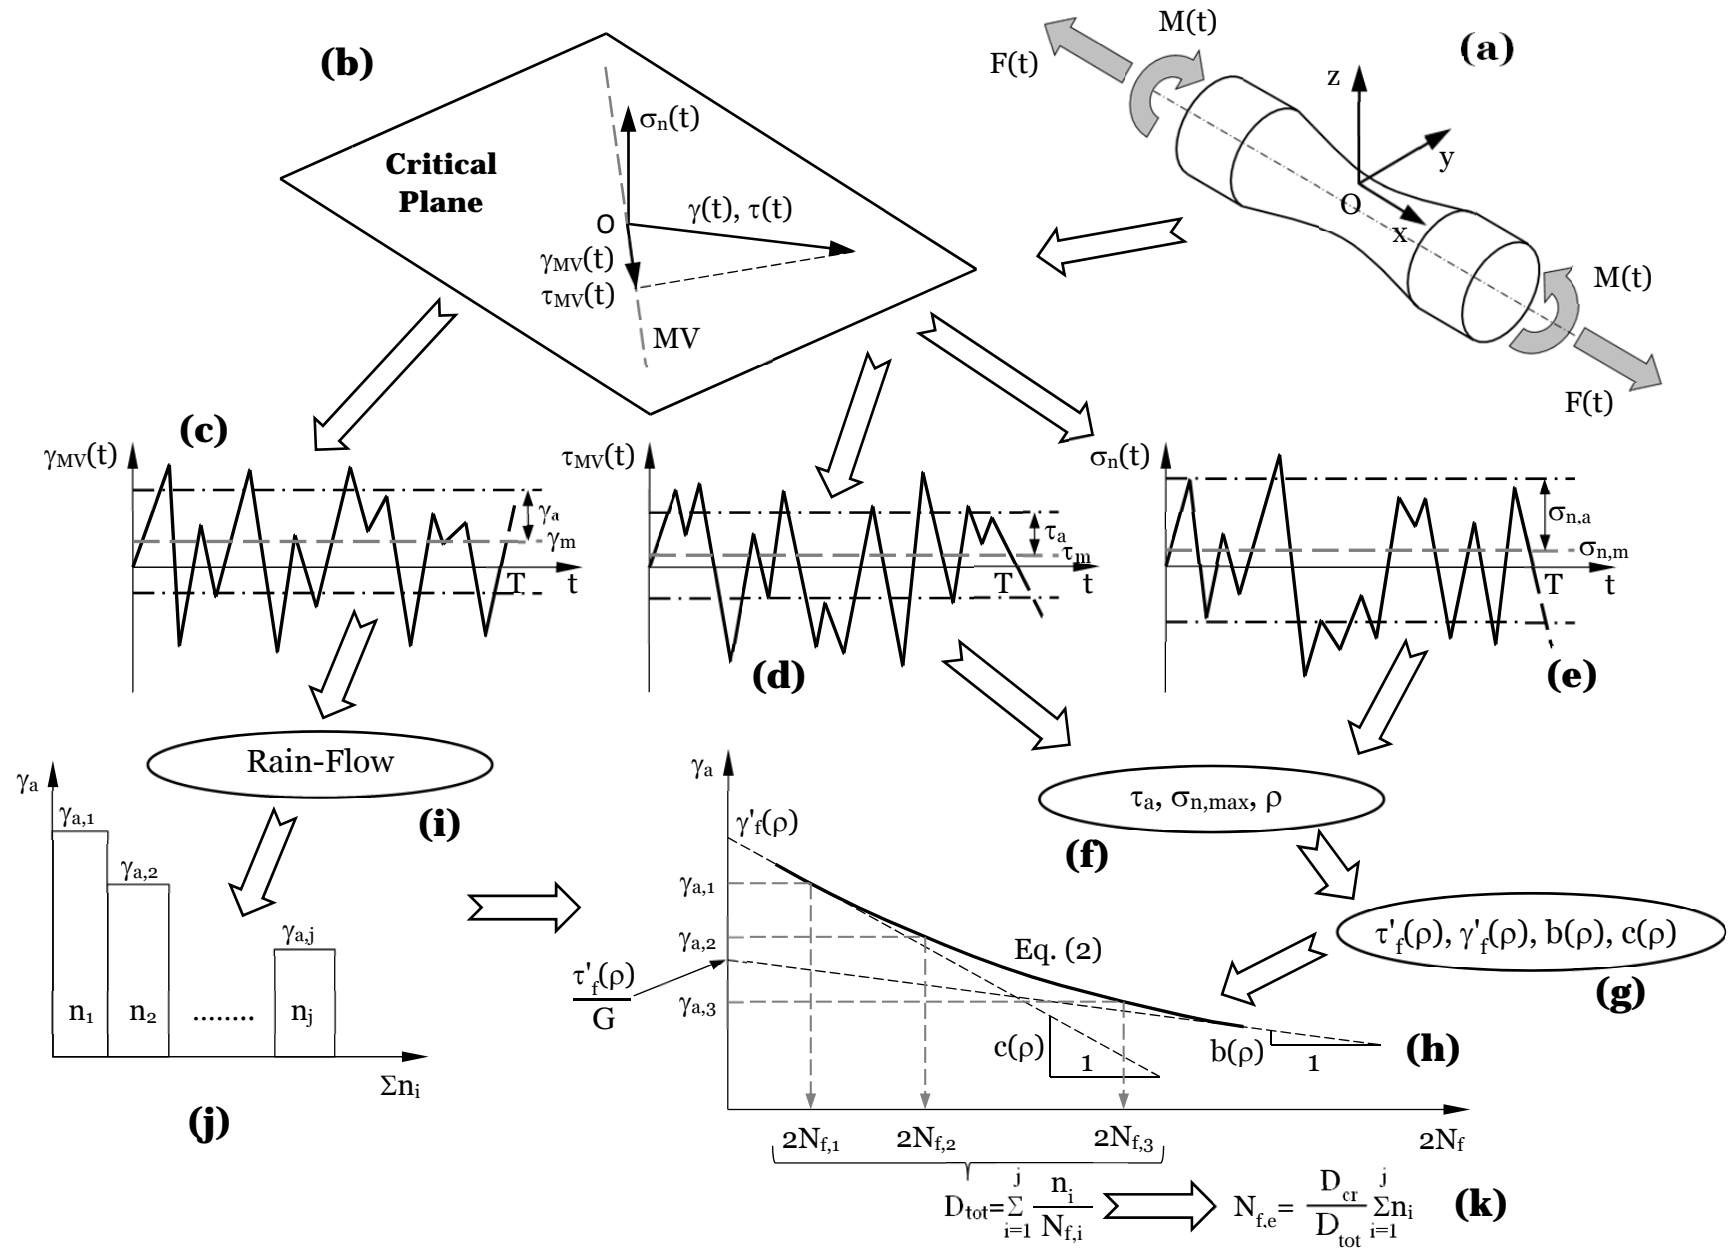 (a)
M(t)
F(t)
z
y
O
x
M(t)
F(t)
(b)
σn(t)
Critical
Plane
γ(t), τ(t)
O
γMV(t)
τMV(t)
MV
(c)
γMV(t)
γa
γm
T
t
τMV(t)
τa
τm
T
t
(d)
σn(t)
σn,a
σn,m
T
t
(e)
Rain-Flow
(i)
τa, σn,max, ρ
(f)
τ'f(ρ), γ'f(ρ), b(ρ), c(ρ)
(g)
γa
γa,1
γa,2
γa,j
n1
n2
........
nj
Σni
(j)
γa
γ'f(ρ)
γa,1
γa,2
τ'f(ρ)
G
γa,3
Eq. (2)
c(ρ)
1
b(ρ)
1
(h)
2Nf,1
2Nf,2
2Nf,3
2Nf
Dtot=Σ j i=1 ni Nf,i
Nf,e= Dcr Dtot Σ j i=1 ni
(k)